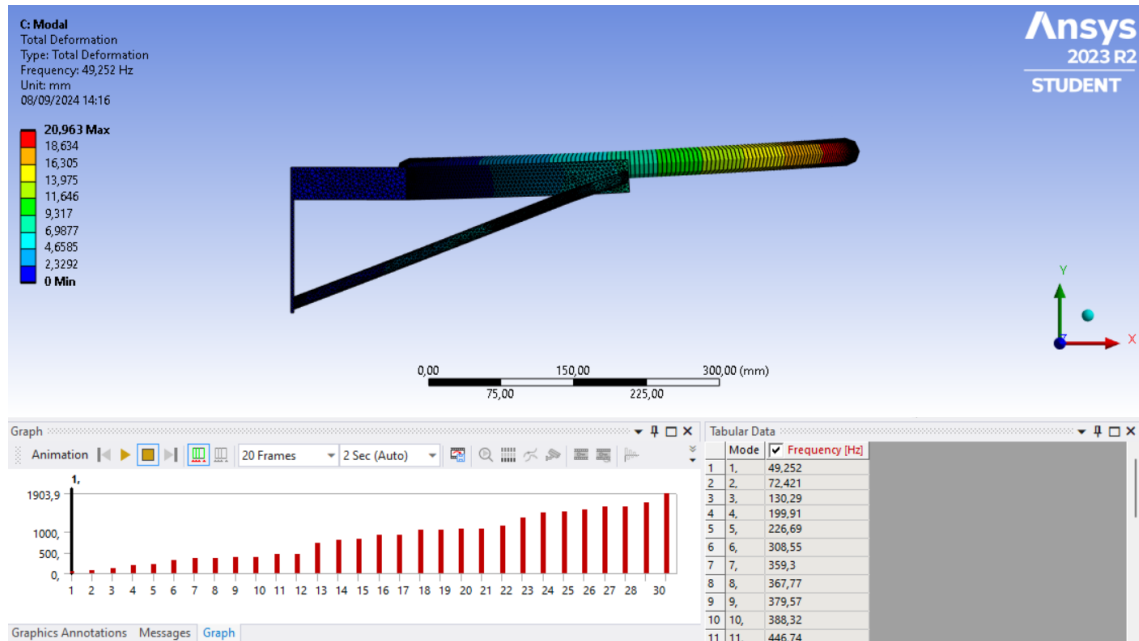 C: Modal
Total Deformation
Type: Total Deformation
Frequency: 49,252 Hz
Unit: mm
08/09/2024 14:16
Ansys
2023 R2
STUDENT
20,963 Max
18,634
16,305
13,975
11,646
9,317
6,9877
4,6585
2,3292
0 Min
Y
X
Z
0,00 150,00 300,00 (mm)
75,00 225,00
Graph
Animation 20 Frames 2 Sec (Auto)
1,
1903,9
1000,
500,
0,
1 2 3 4 5 6 7 8 9 10 11 12 13 14 15 16 17 18 19 20 21 22 23 24 25 26 27 28 30
Graphics Annotations Messages Graph
Tabular Data
Mode Frequency [Hz]
1 1, 49,252
2 2, 72,421
3 3, 130,29
4 4, 199,91
5 5, 226,69
6 6, 308,55
7 7, 359,3
8 8, 367,77
9 9, 379,57
10 10, 388,32
11 11, 446,74